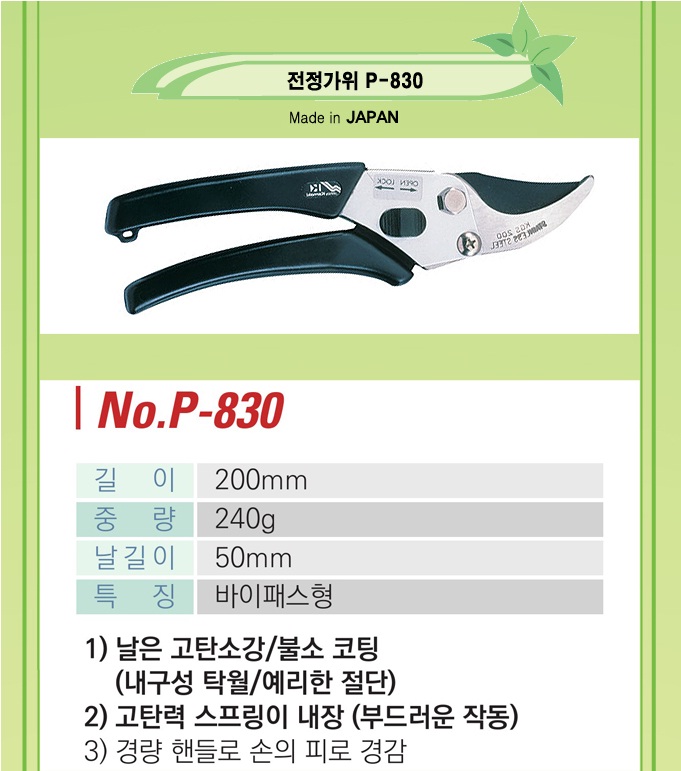 전정가위 P-830
Made in JAPAN
OPEN LOCK
KGS 200
STAINLESS STEEL
No.P-830
길 이 200mm
중 량 240g
날길이 50mm
특 징 바이패스형
1) 날은 고탄소강/불소 코팅
(내구성 탁월/예리한 절단)
2) 고탄력 스프링이 내장 (부드러운 작동)
3) 경량 핸들로 손의 피로 경감